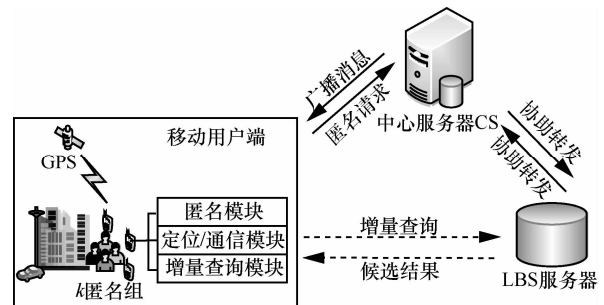 广播消息
匿名请求
中心服务器CS
协助转发
协助转发
移动用户端
GPS
匿名模块
定位/通信模块
增量查询模块
k匿名组
增量查询
候选结果
LBS服务器